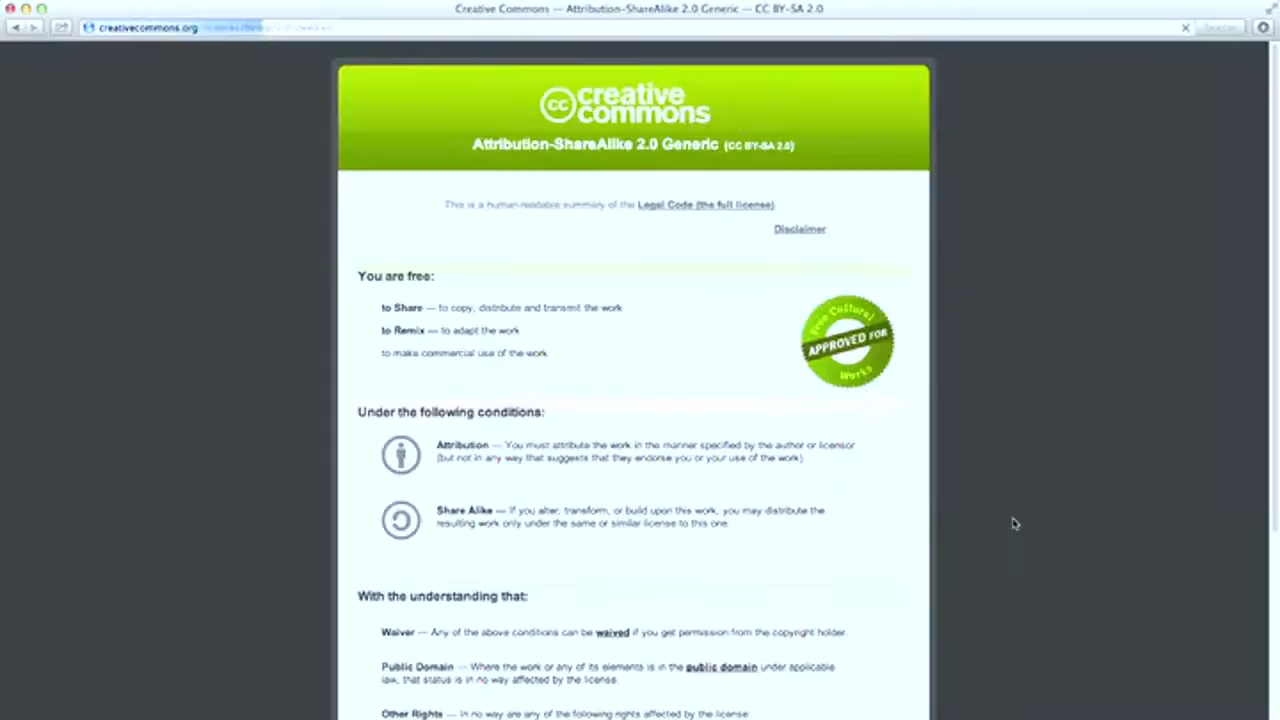 Creative Commons — Attribution-ShareAlike 2.0 Generic — CC BY-SA 2.0
creativecommons.org
Reader
cc creative commons
Attribution-ShareAlike 2.0 Generic (CC BY-SA 2.0)
This is a human-readable summary of the Legal Code (the full license)
Disclaimer
You are free:
to Share — to copy, distribute and transmit the work
to Remix — to adapt the work
to make commercial use of the work
Free Cultural
APPROVED FOR
Works
Under the following conditions:
Attribution — You must attribute the work in the manner specified by the author or licensor
(but not in any way that suggests that they endorse you or your use of the work)
Share Alike — If you alter, transform, or build upon this work, you may distribute the
resulting work only under the same or similar license to this one.
With the understanding that:
Waiver — Any of the above conditions can be waived if you get permission from the copyright holder.
Public Domain — Where the work or any of its elements is in the public domain under applicable
law, that status is in no way affected by the license.
Other Rights — In no way are any of the following rights affected by the license